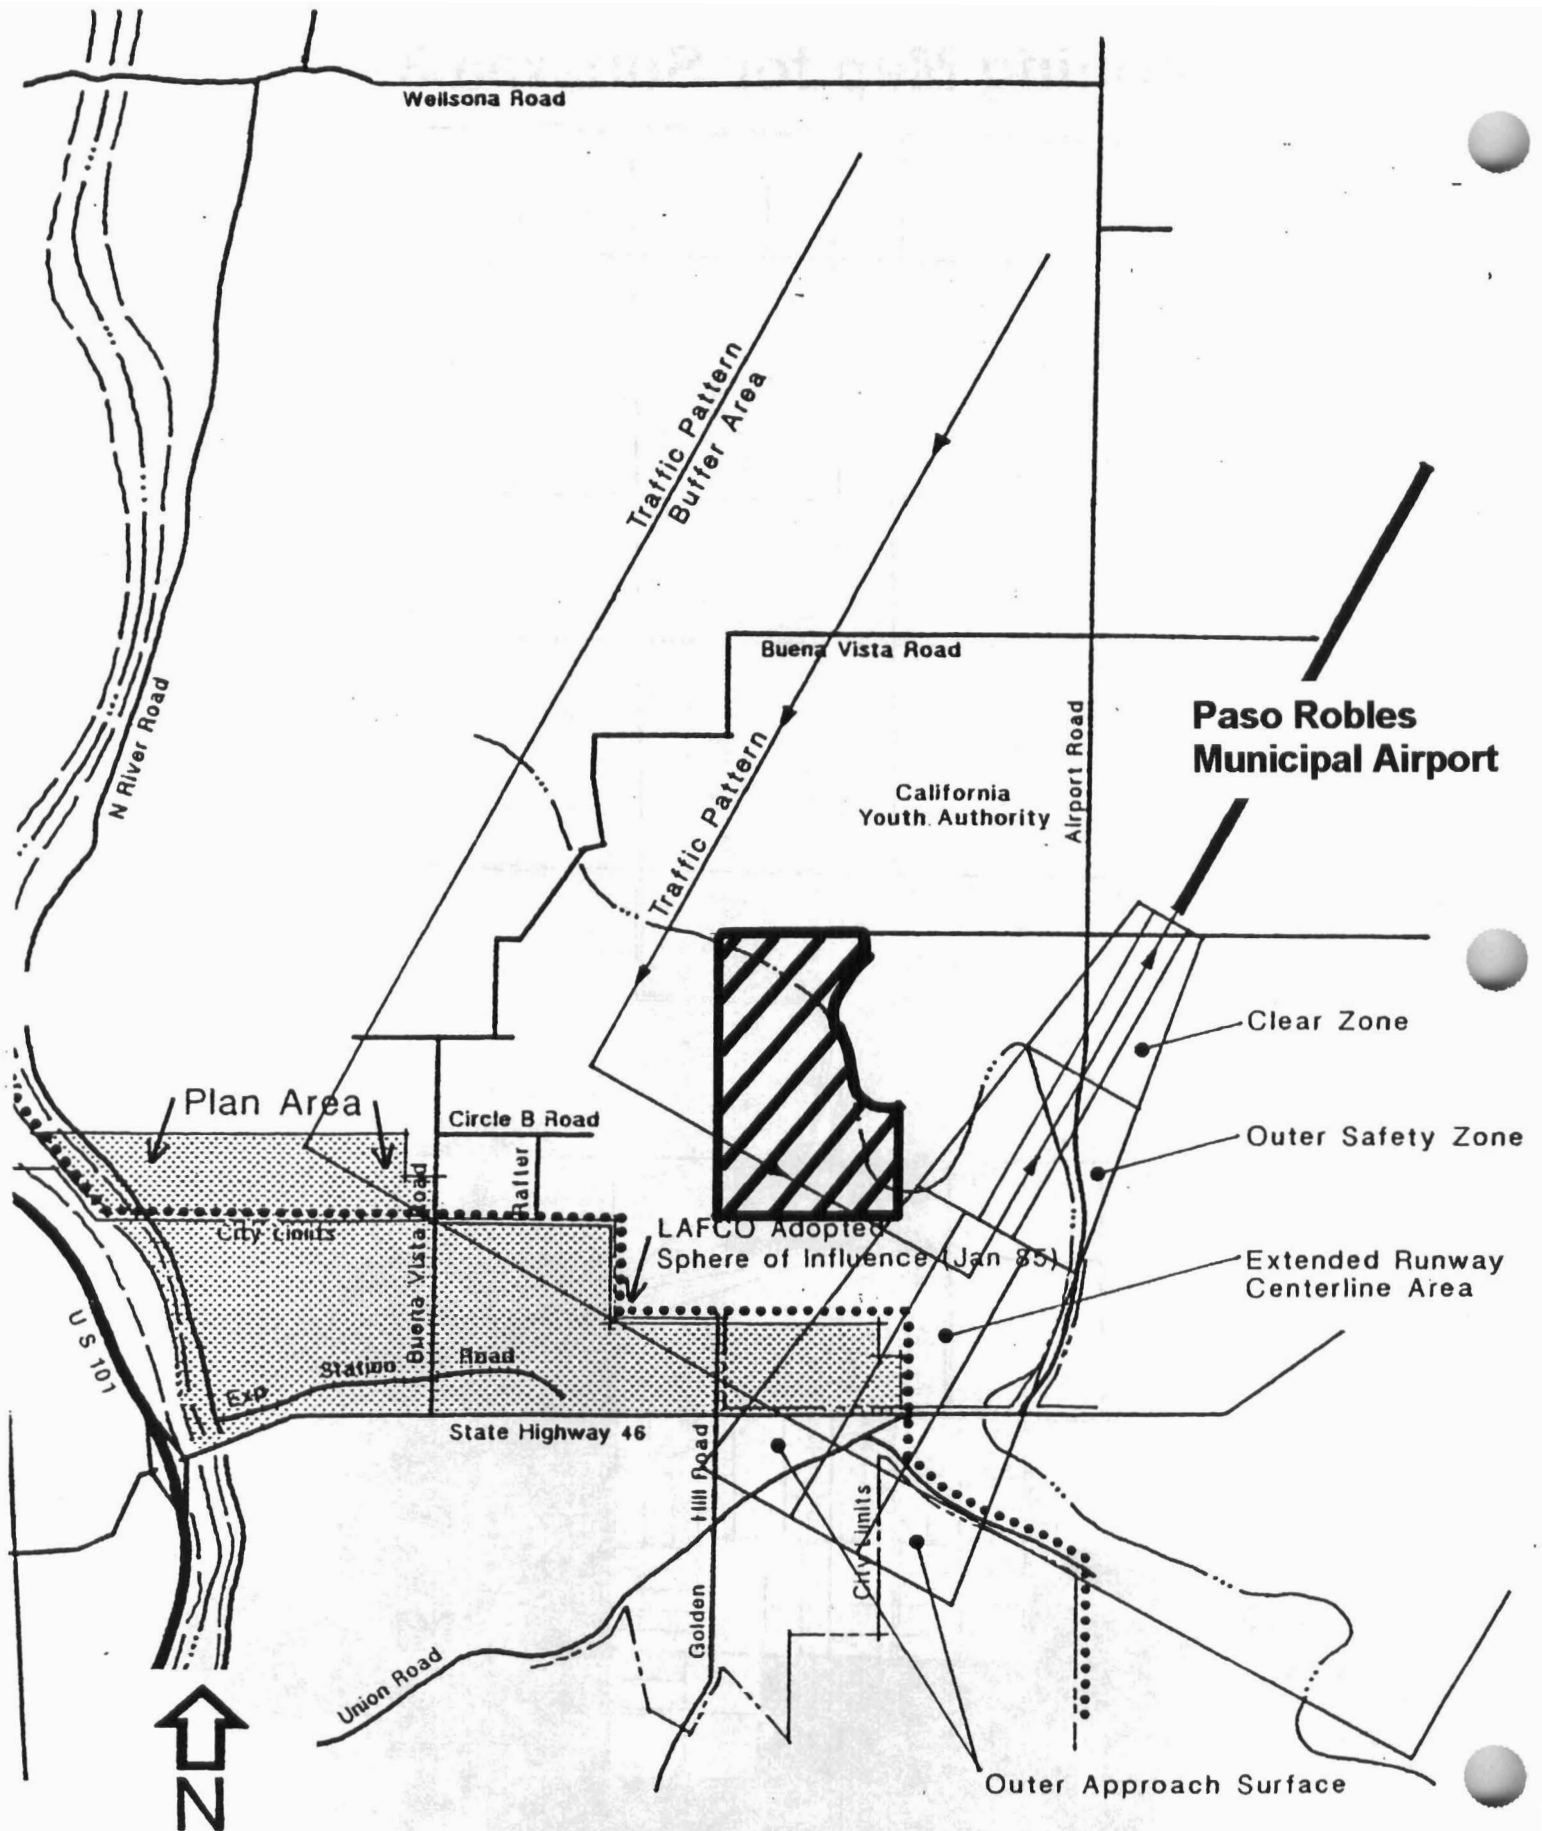 Wellsona Road
Traffic Pattern
Buffer Area
Buena Vista Road
N River Road
Paso Robles
Municipal Airport
Airport Road
Traffic Pattern
California
Youth Authority
Clear Zone
Plan Area
Circle B Road
Rafter
Outer Safety Zone
City Limits
Buena Vista Road
LAFCO Adopted
Sphere of Influence (Jan 85)
Extended Runway
Centerline Area
U S 101
Exp Station Road
State Highway 46
Golden Hill Road
City Limits
Union Road
Outer Approach Surface
N